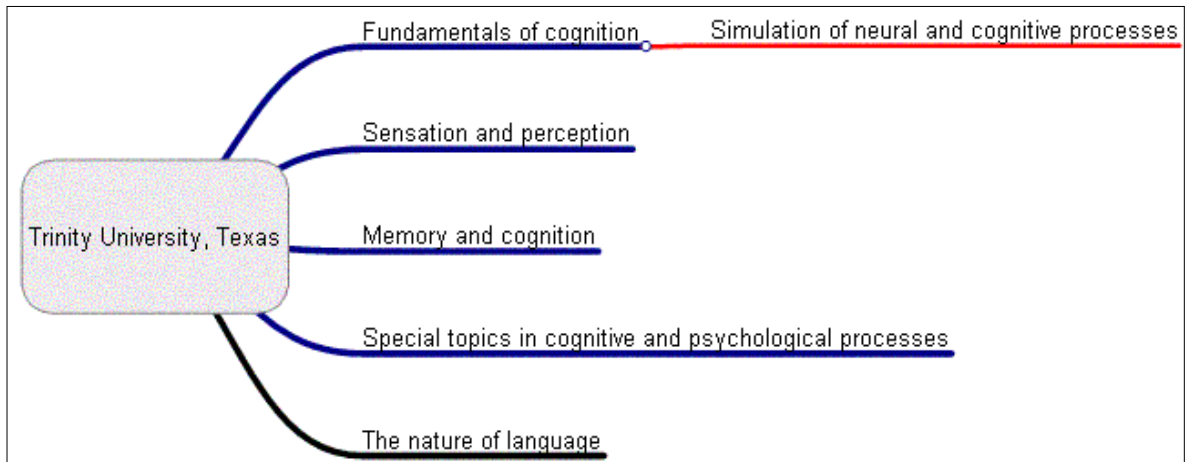 Fundamentals of cognition
Simulation of neural and cognitive processes
Sensation and perception
Trinity University, Texas
Memory and cognition
Special topics in cognitive and psychological processes
The nature of language